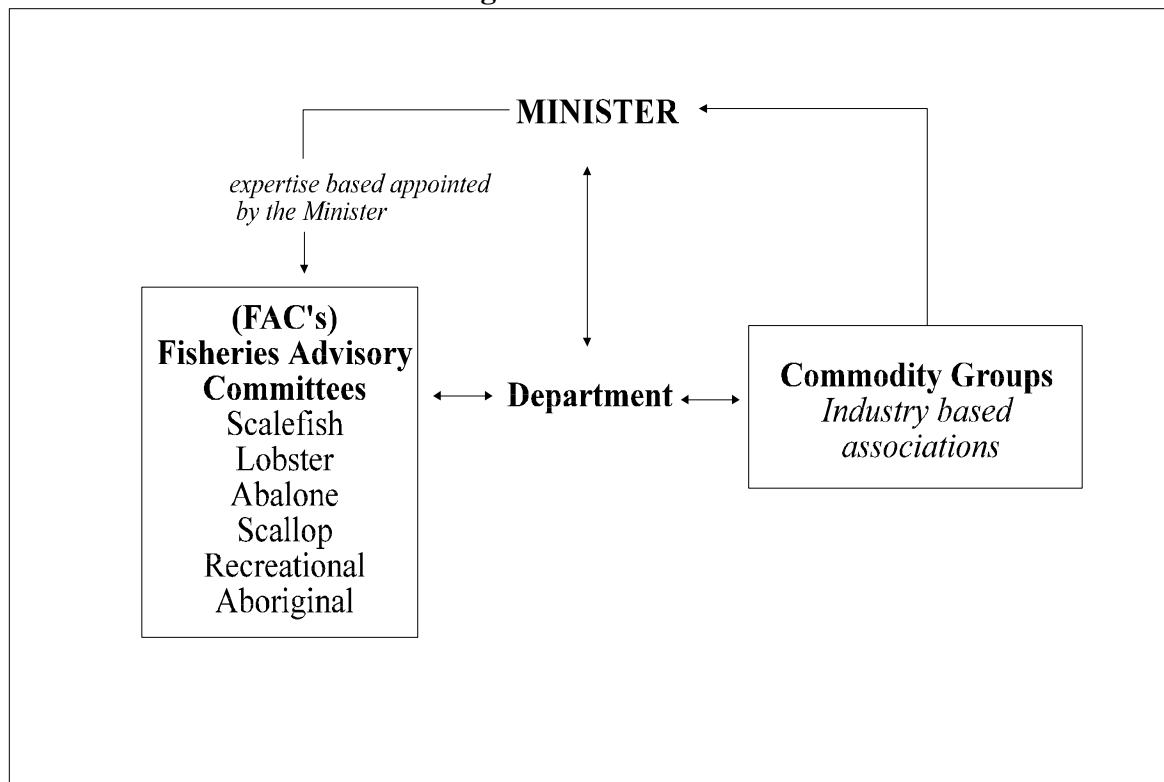 MINISTER
expertise based appointed
by the Minister
(FAC's)
Fisheries Advisory
Committees
Scalefish
Lobster
Abalone
Scallop
Recreational
Aboriginal
Department
Commodity Groups
Industry based
associations